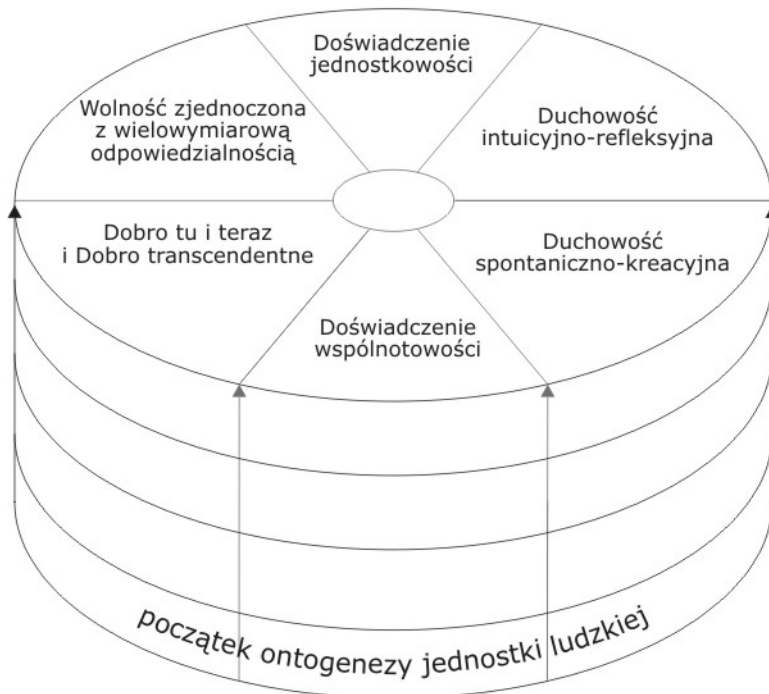 Doświadczenie
jednostkowości
Wolność zjednoczona
z wielowymiarową
odpowiedzialnością
Duchowość
intuicyjno-refleksyjna
Dobro tu i teraz
i Dobro transcendentne
Duchowość
spontaniczno-kreacyjna
Doświadczenie
wspólnotowości
początek ontogenezy jednostki ludzkiej